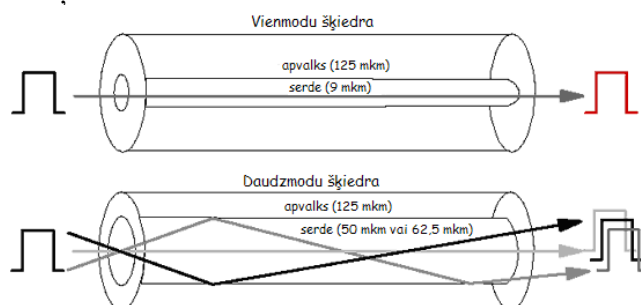 Vienmodu šķiedra
apvalks (125 mkm)
serde (9 mkm)
Daudzmodu šķiedra
apvalks (125 mkm)
serde (50 mkm vai 62,5 mkm)